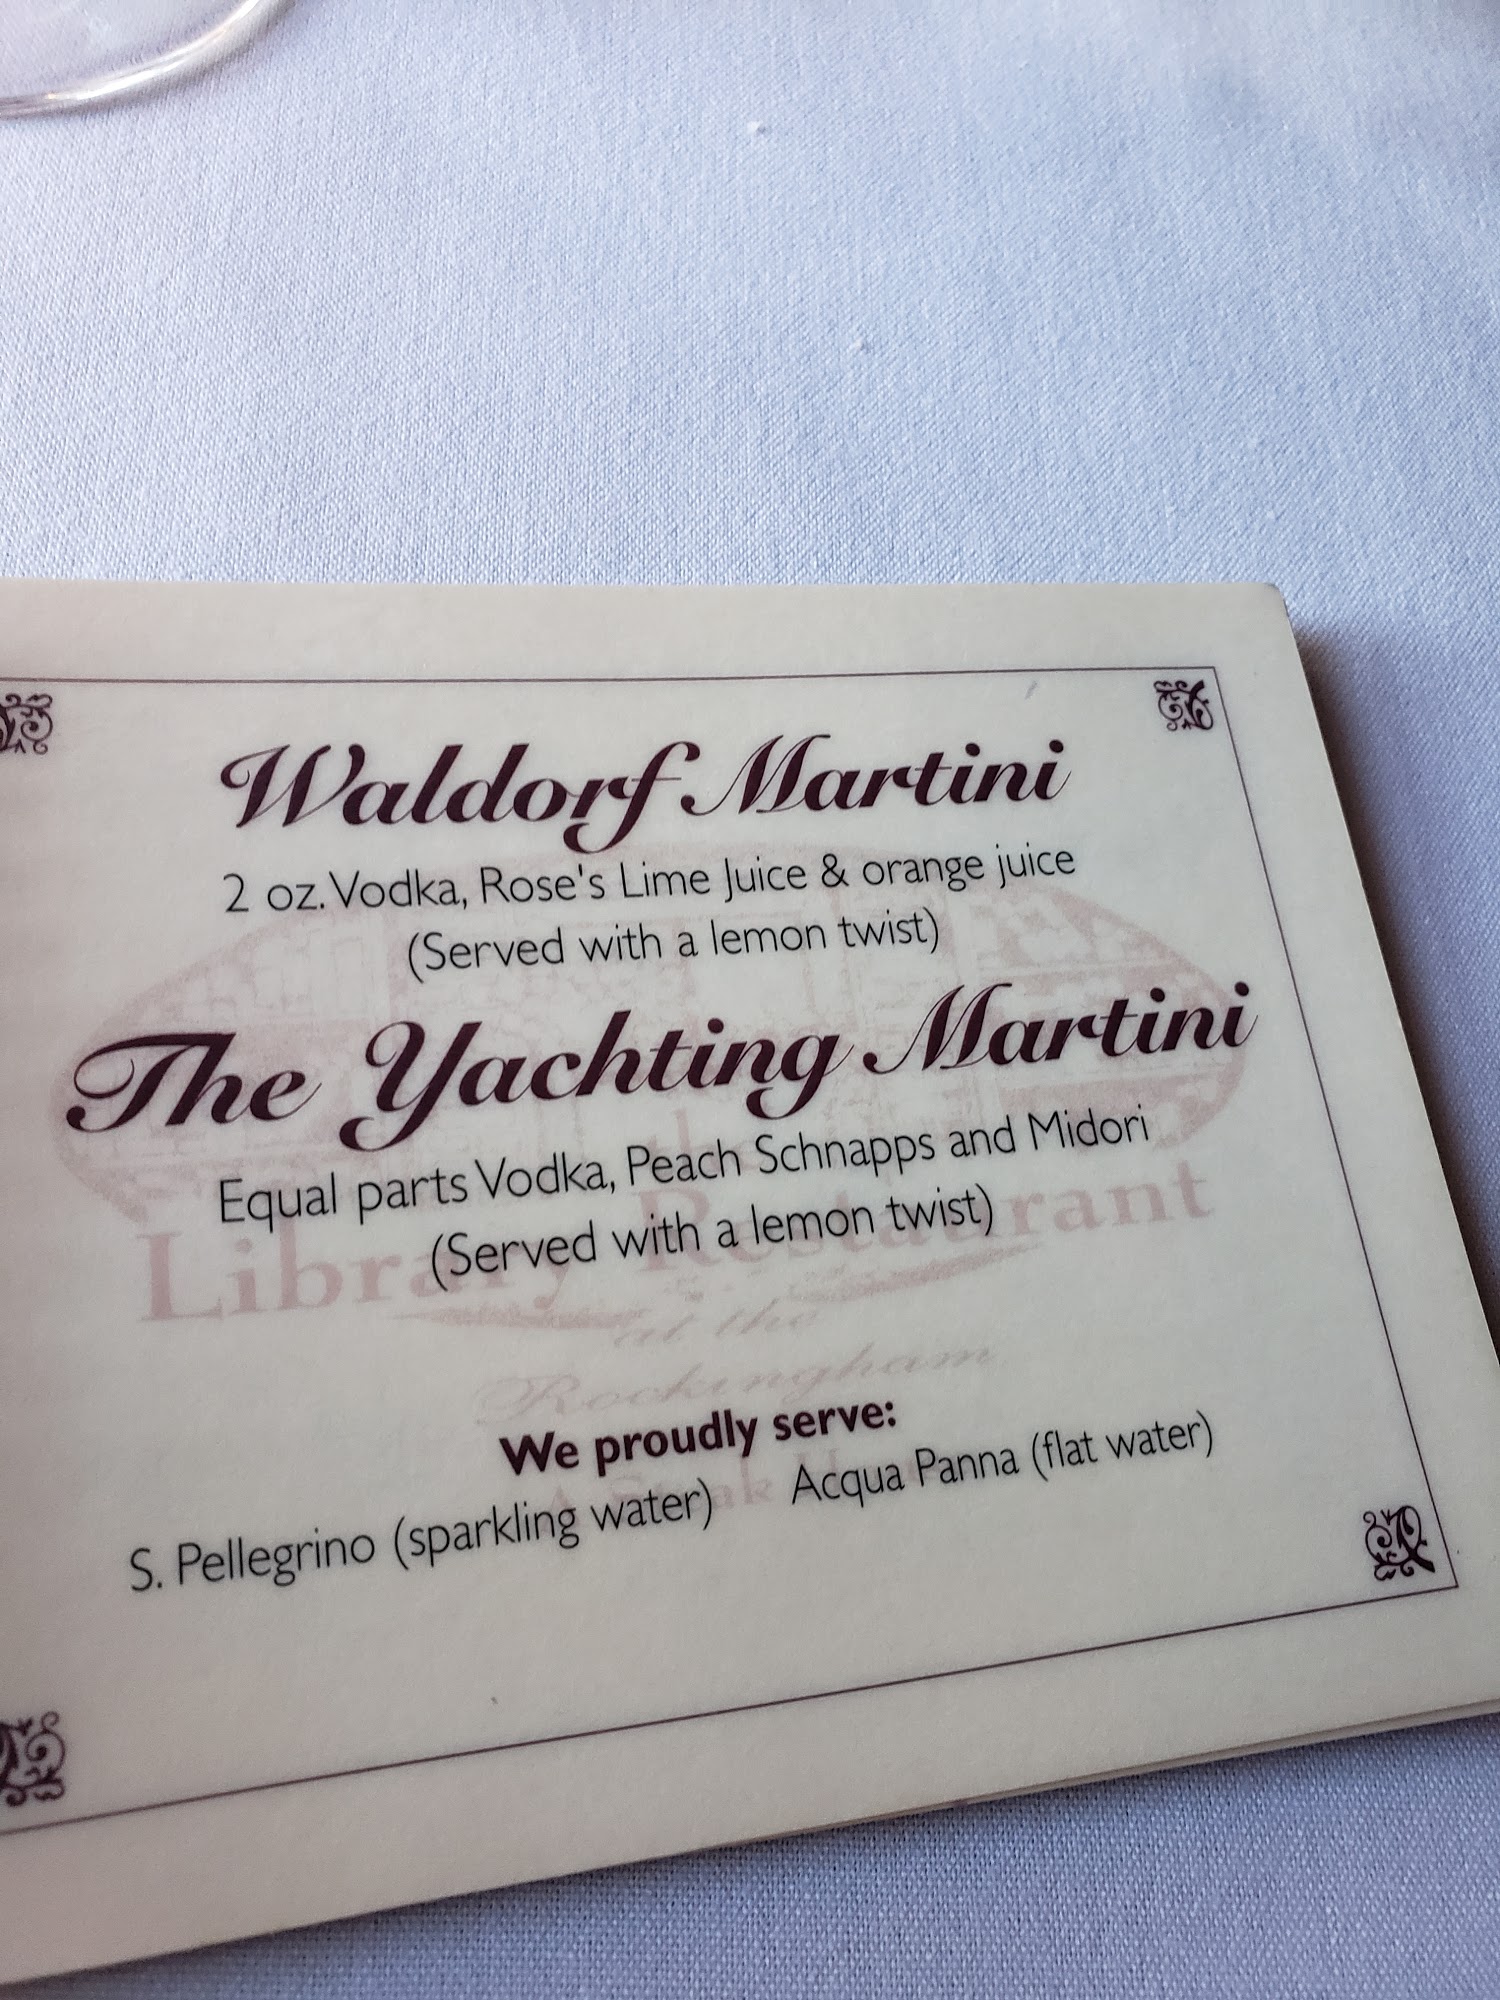 Waldorf Martini
2 oz. Vodka, Rose's Lime Juice & orange juice
(Served with a lemon twist)
The Yachting Martini
Equal parts Vodka, Peach Schnapps and Midori
(Served with a lemon twist)
the
Library Restaurant
at the
Rockingham
We proudly serve:
S. Pellegrino (sparkling water) Acqua Panna (flat water)